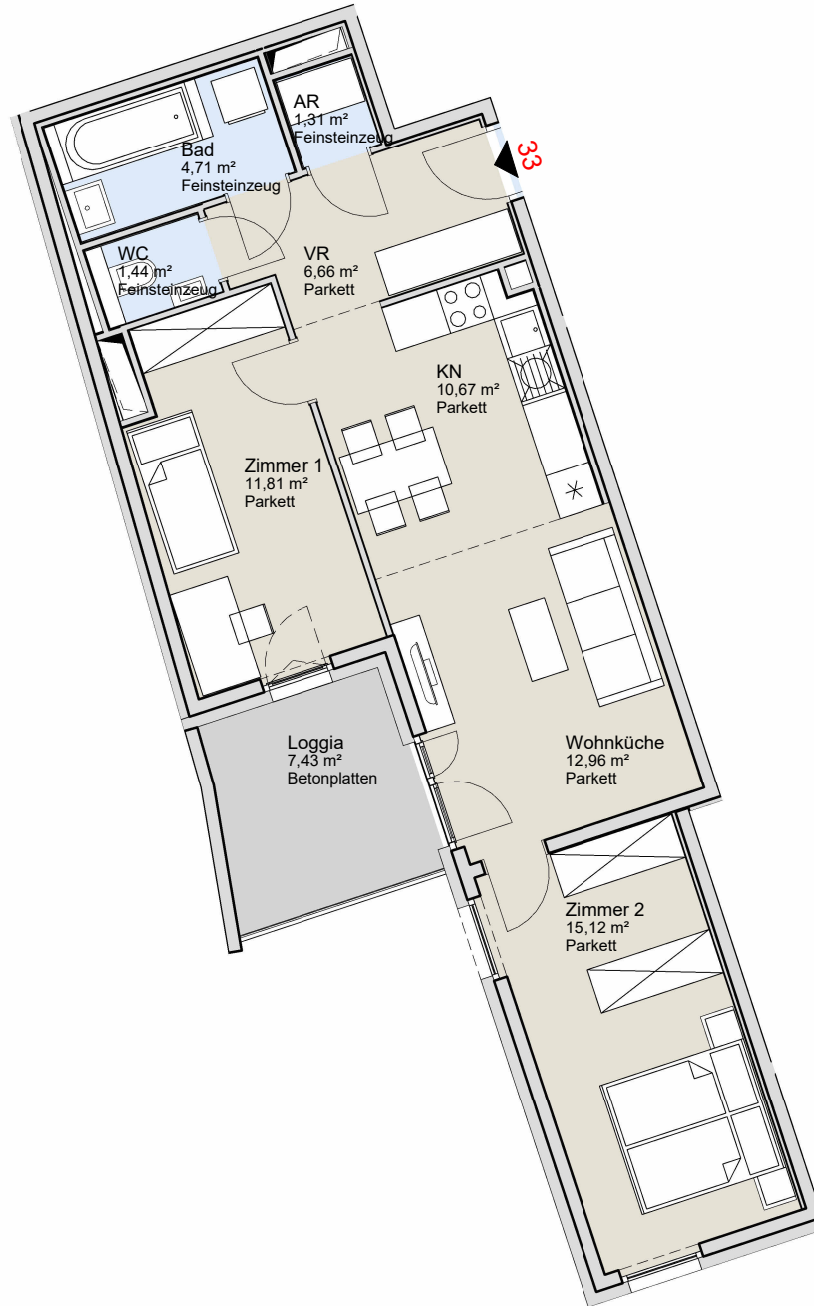 AR
1,31 m²
Feinsteinzeug
33
Bad
4,71 m²
Feinsteinzeug
WC
1,44 m²
Feinsteinzeug
VR
6,66 m²
Parkett
KN
10,67 m²
Parkett
Zimmer 1
11,81 m²
Parkett
Loggia
7,43 m²
Betonplatten
Wohnküche
12,96 m²
Parkett
Zimmer 2
15,12 m²
Parkett